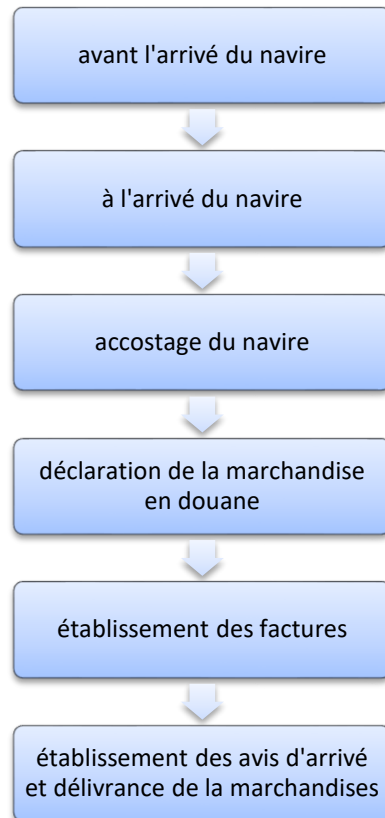 avant l'arrivé du navire
à l'arrivé du navire
accostage du navire
déclaration de la marchandise
en douane
établissement des factures
établissement des avis d'arrivé
et délivrance de la marchandises